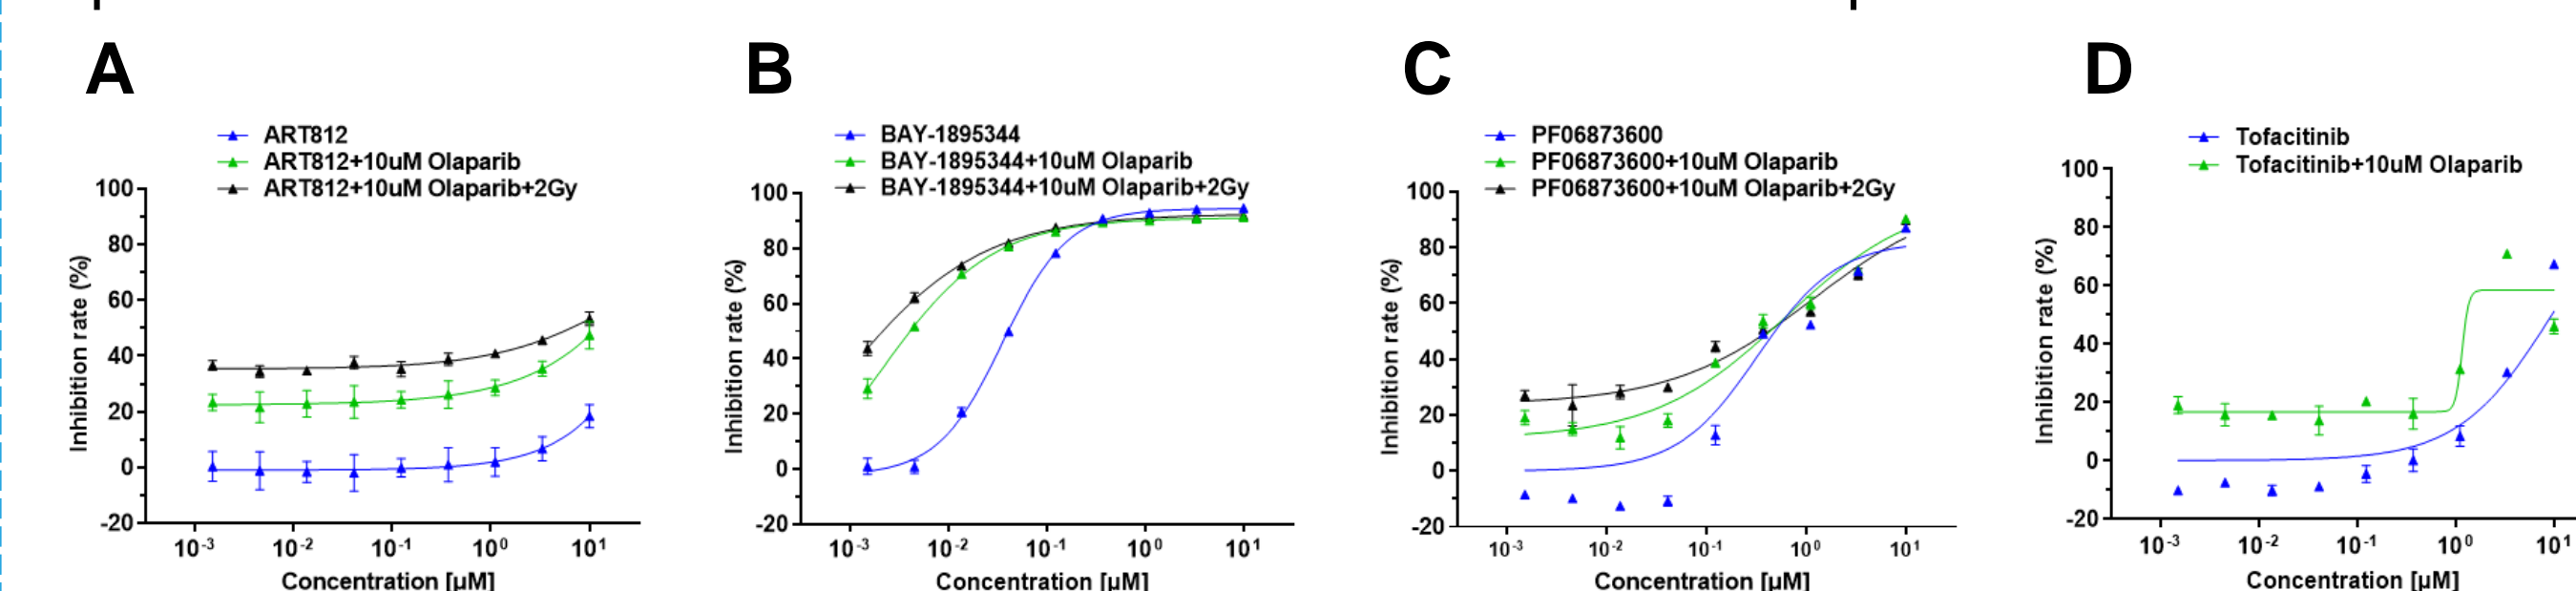 A
ART812
ART812+10uM Olaparib
ART812+10uM Olaparib+2Gy
Inhibition rate (%)
100
80
60
40
20
0
-20
10-3 10-2 10-1 100 101
Concentration [µM]
B
BAY-1895344
BAY-1895344+10uM Olaparib
BAY-1895344+10uM Olaparib+2Gy
Inhibition rate (%)
100
80
60
40
20
0
-20
10-3 10-2 10-1 100 101
Concentration [µM]
C
PF06873600
PF06873600+10uM Olaparib
PF06873600+10uM Olaparib+2Gy
Inhibition rate (%)
100
80
60
40
20
0
-20
10-3 10-2 10-1 100 101
Concentration [µM]
D
Tofacitinib
Tofacitinib+10uM Olaparib
Inhibition rate (%)
100
80
60
40
20
0
-20
10-3 10-2 10-1 100 101
Concentration [µM]